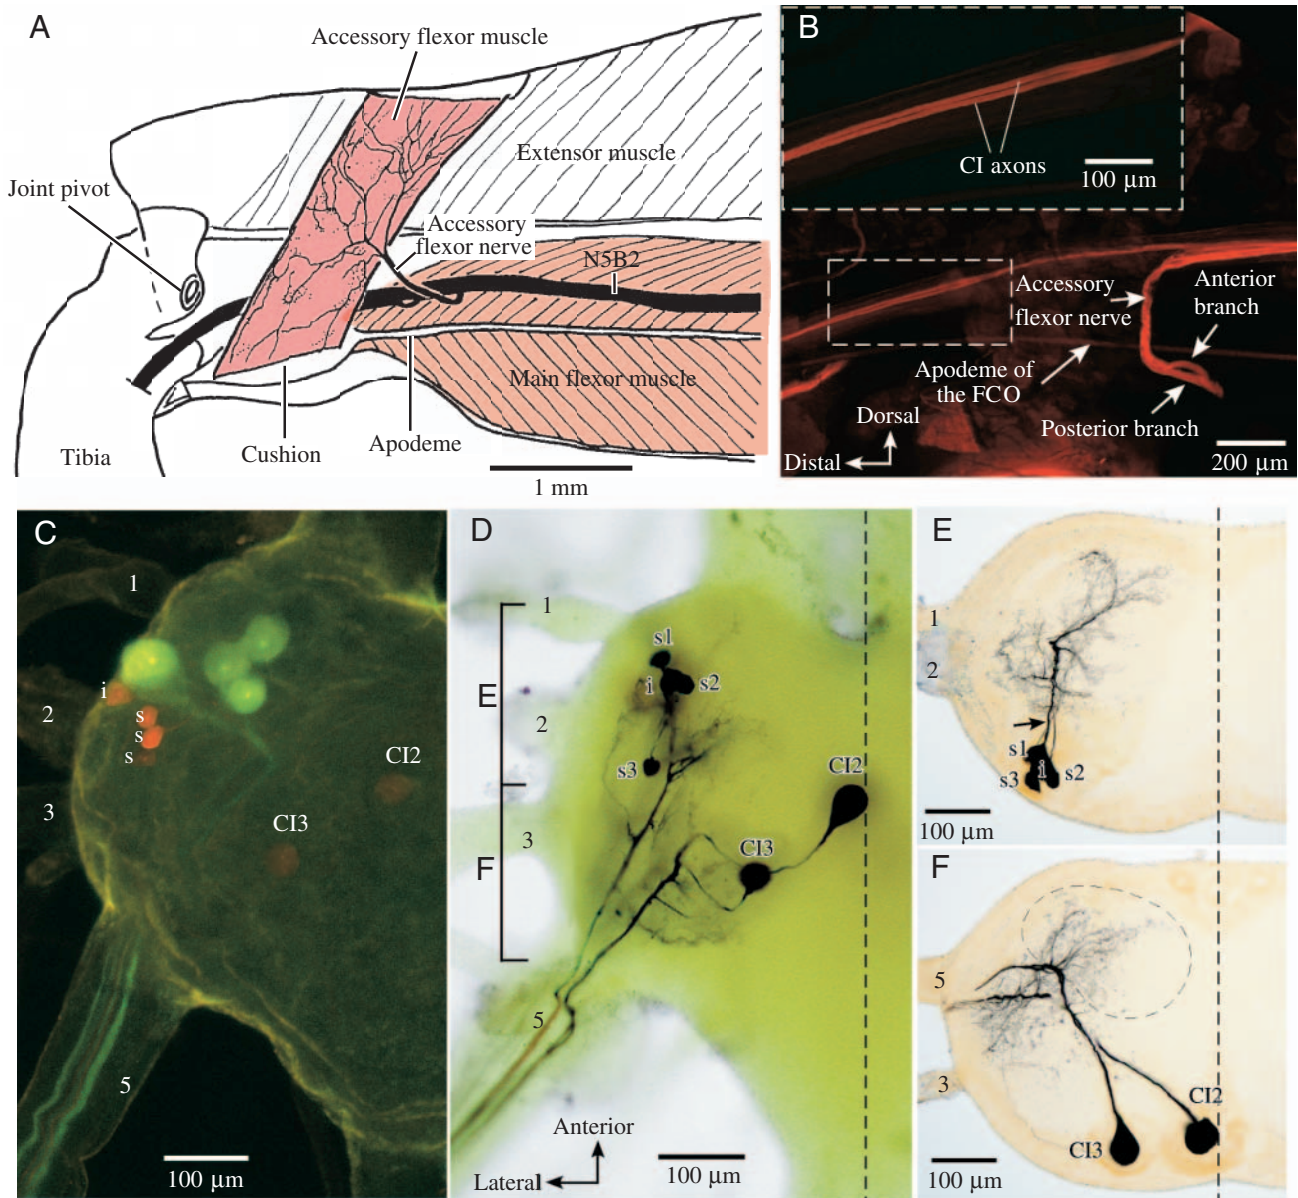 A
Accessory flexor muscle
Extensor muscle
Joint pivot
Accessory
flexor nerve
N5B2
Main flexor muscle
Tibia
Cushion
Apodeme
1 mm
B
CI axons
100 µm
Accessory
flexor nerve
Anterior
branch
Apodeme of
the FCO
Posterior branch
Dorsal
Distal
200 µm
C
1
2
3
5
i
s
s
s
CI2
CI3
100 µm
D
1
2
3
5
E
F
s1
i
s2
s3
CI2
CI3
Anterior
Lateral
100 µm
E
1
2
s1
s3
i
s2
100 µm
F
5
3
CI2
CI3
100 µm